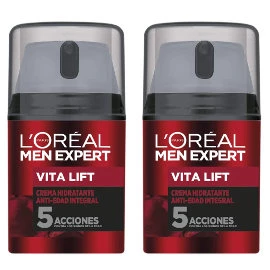 L'ORÉAL
MEN EXPERT
VITA LIFT
CREMA HIDRATANTE
ANTI-EDAD INTEGRAL
5 ACCIONES
L'ORÉAL
MEN EXPERT
VITA LIFT
CREMA HIDRATANTE
ANTI-EDAD INTEGRAL
5 ACCIONES